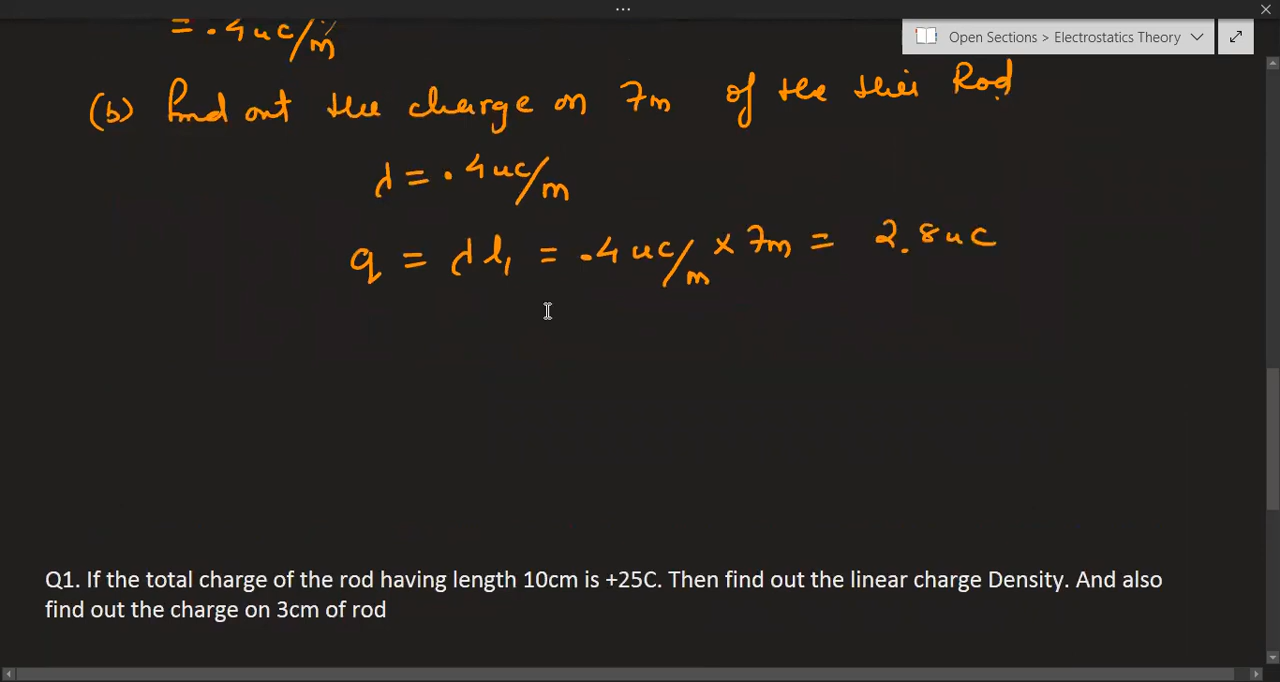 = .4uc/m
Open Sections > Electrostatics Theory
(b) Find out the charge on 7m of the thin Rod
λ = .4uc/m
q = λl₁ = .4uc/m × 7m = 2.8uc
Q1. If the total charge of the rod having length 10cm is +25C. Then find out the linear charge Density. And also
find out the charge on 3cm of rod